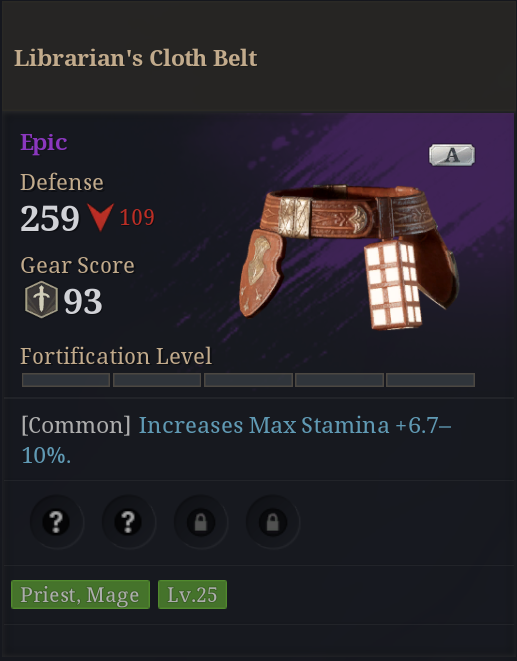 Librarian's Cloth Belt
Epic
A
Defense
259 109
Gear Score
93
Fortification Level
[Common] Increases Max Stamina +6.7–
10%.
? ?
Priest, Mage Lv.25